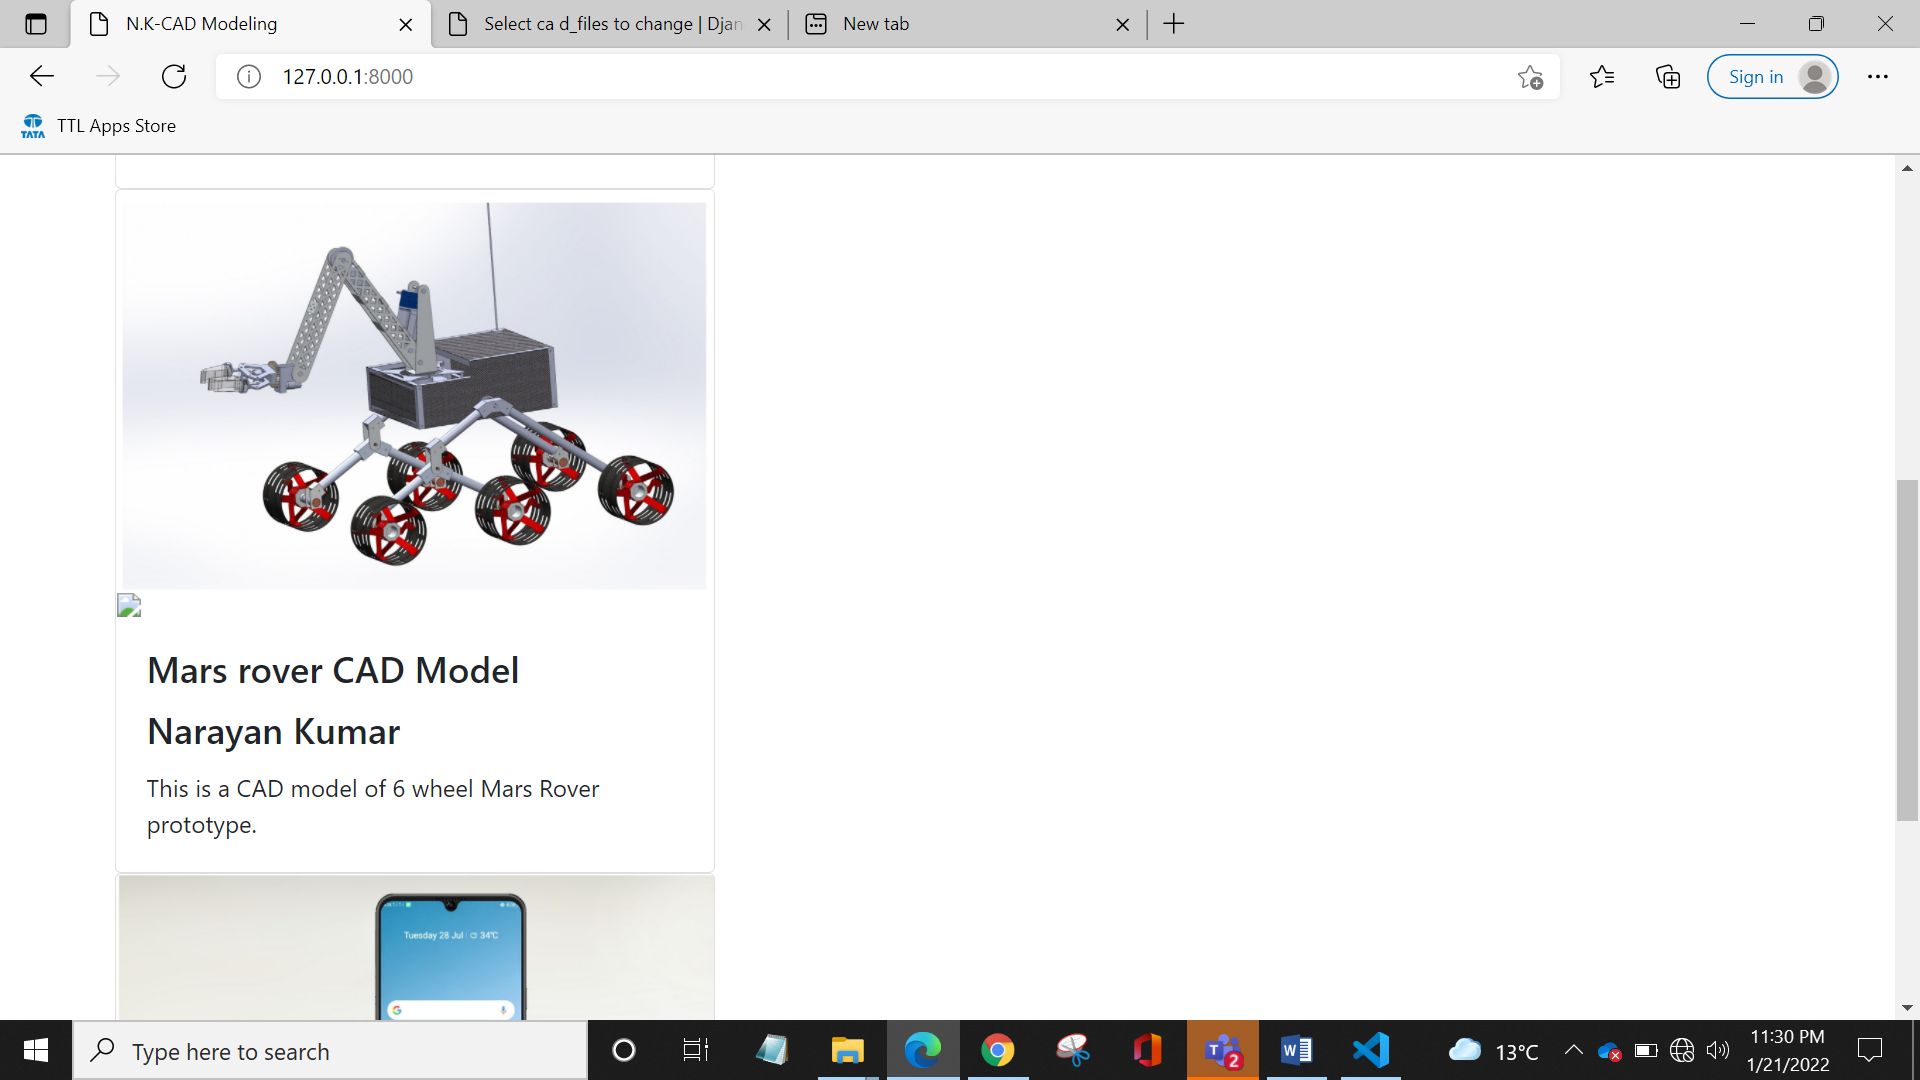 N.K-CAD Modeling
Select ca d_files to change | Djan
New tab
127.0.0.1:8000
Sign in
TATA
TTL Apps Store
Mars rover CAD Model
Narayan Kumar
This is a CAD model of 6 wheel Mars Rover
prototype.
Tuesday 28 Jul
34°C
G
Type here to search
T
2
W
13°C
11:30 PM
1/21/2022